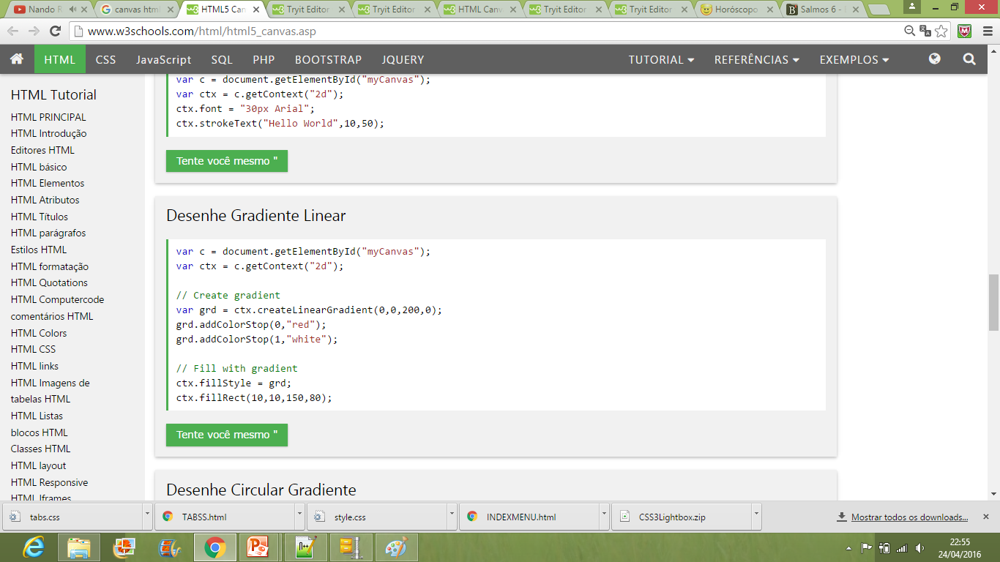 Nando R
canvas htm
HTML5 Can
Tryit Editor
Tryit Editor
HTML Canv
Tryit Editor
Tryit Editor
Horóscopo
Salmos 6 -
www.w3schools.com/html/html5_canvas.asp
HTML CSS JavaScript SQL PHP BOOTSTRAP JQUERY TUTORIAL REFERÊNCIAS EXEMPLOS
HTML Tutorial
HTML PRINCIPAL
HTML Introdução
Editores HTML
HTML básico
HTML Elementos
HTML Atributos
HTML Títulos
HTML parágrafos
Estilos HTML
HTML formatação
HTML Quotations
HTML Computercode
comentários HTML
HTML Colors
HTML CSS
HTML links
HTML Imagens de
tabelas HTML
HTML Listas
blocos HTML
Classes HTML
HTML layout
HTML Responsive
HTML Iframes
var c = document.getElementById("myCanvas");
var ctx = c.getContext("2d");
ctx.font = "30px Arial";
ctx.strokeText("Hello World",10,50);
Tente você mesmo "
Desenhe Gradiente Linear
var c = document.getElementById("myCanvas");
var ctx = c.getContext("2d");
// Create gradient
var grd = ctx.createLinearGradient(0,0,200,0);
grd.addColorStop(0,"red");
grd.addColorStop(1,"white");
// Fill with gradient
ctx.fillStyle = grd;
ctx.fillRect(10,10,150,80);
Tente você mesmo "
Desenhe Circular Gradiente
tabs.css
TABSS.html
style.css
INDEXMENU.html
CSS3Lightbox.zip
Mostrar todos os downloads...
22:55
24/04/2016